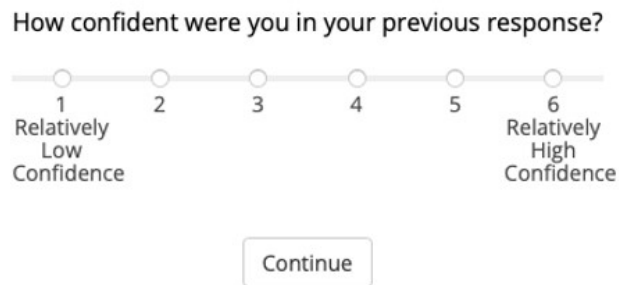 How confident were you in your previous response?
1 2 3 4 5 6
Relatively Low Confidence
Relatively High Confidence
Continue